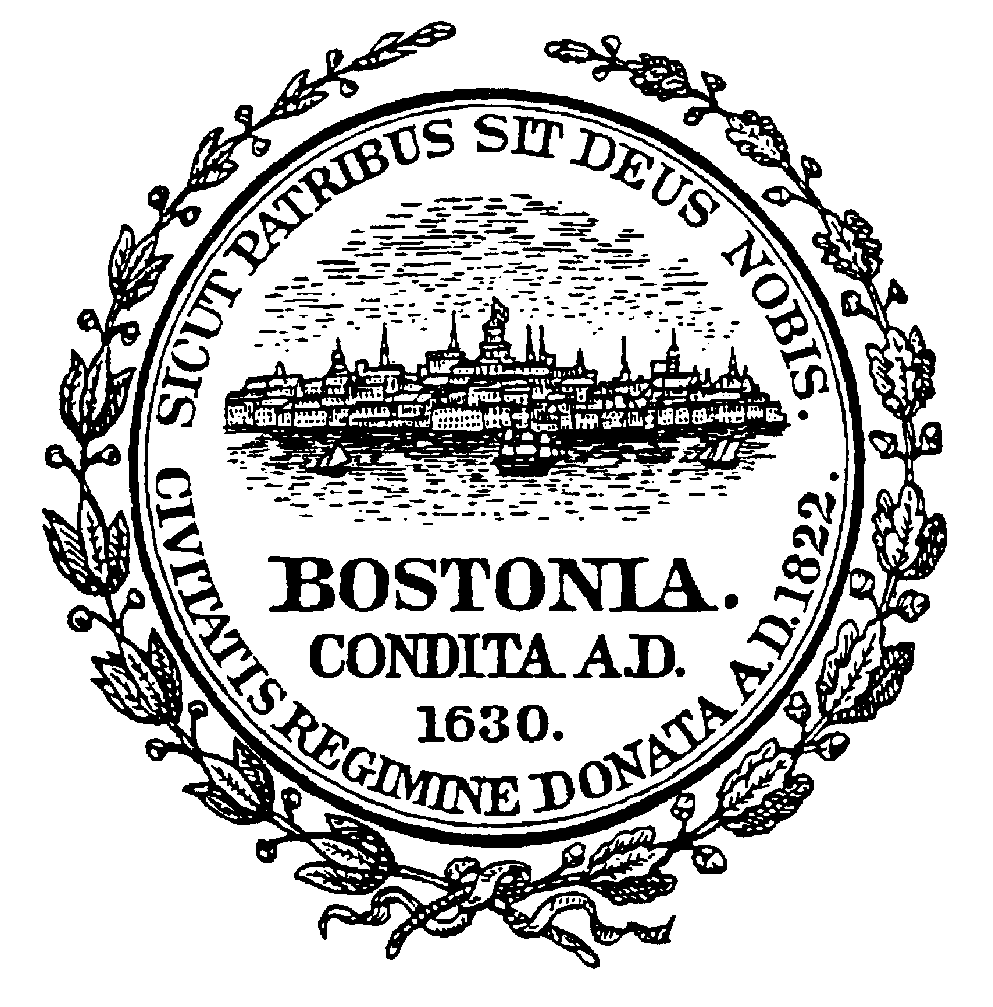 SICUT PATRIBUS SIT DEUS NOBIS.
BOSTONIA.
CONDITA A.D.
1630.
CIVITATIS REGIMINE DONATA A.D. 1822.